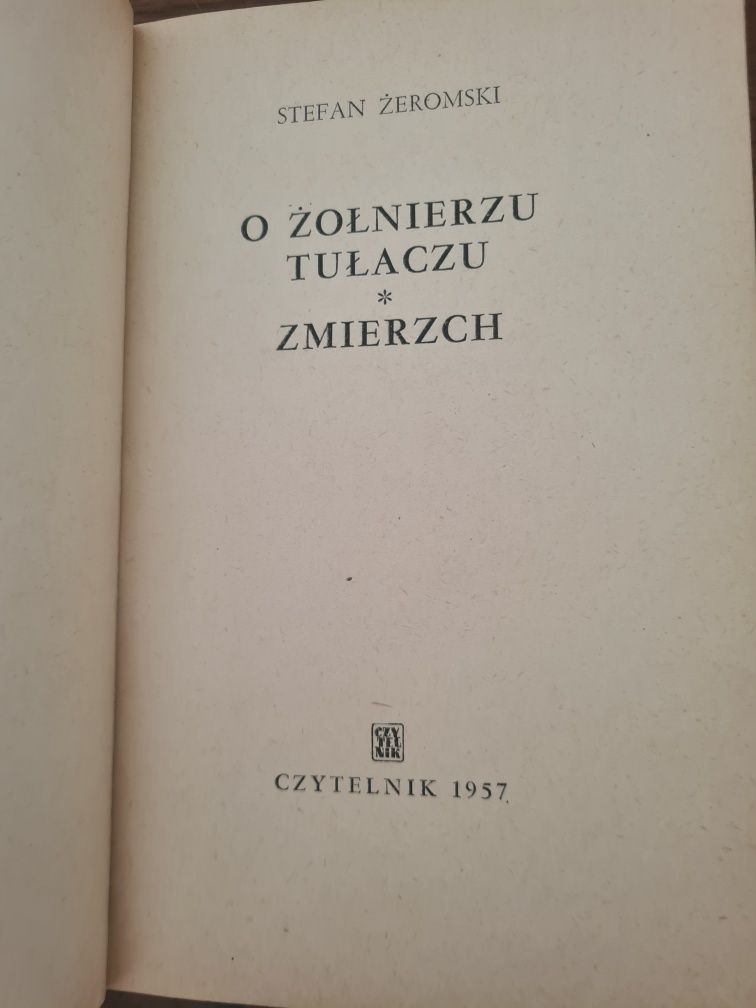 STEFAN ŻEROMSKI
O ŻOŁNIERZU
TUŁACZU
*
ZMIERZCH
CZY
TEL
NIK
CZYTELNIK 1957